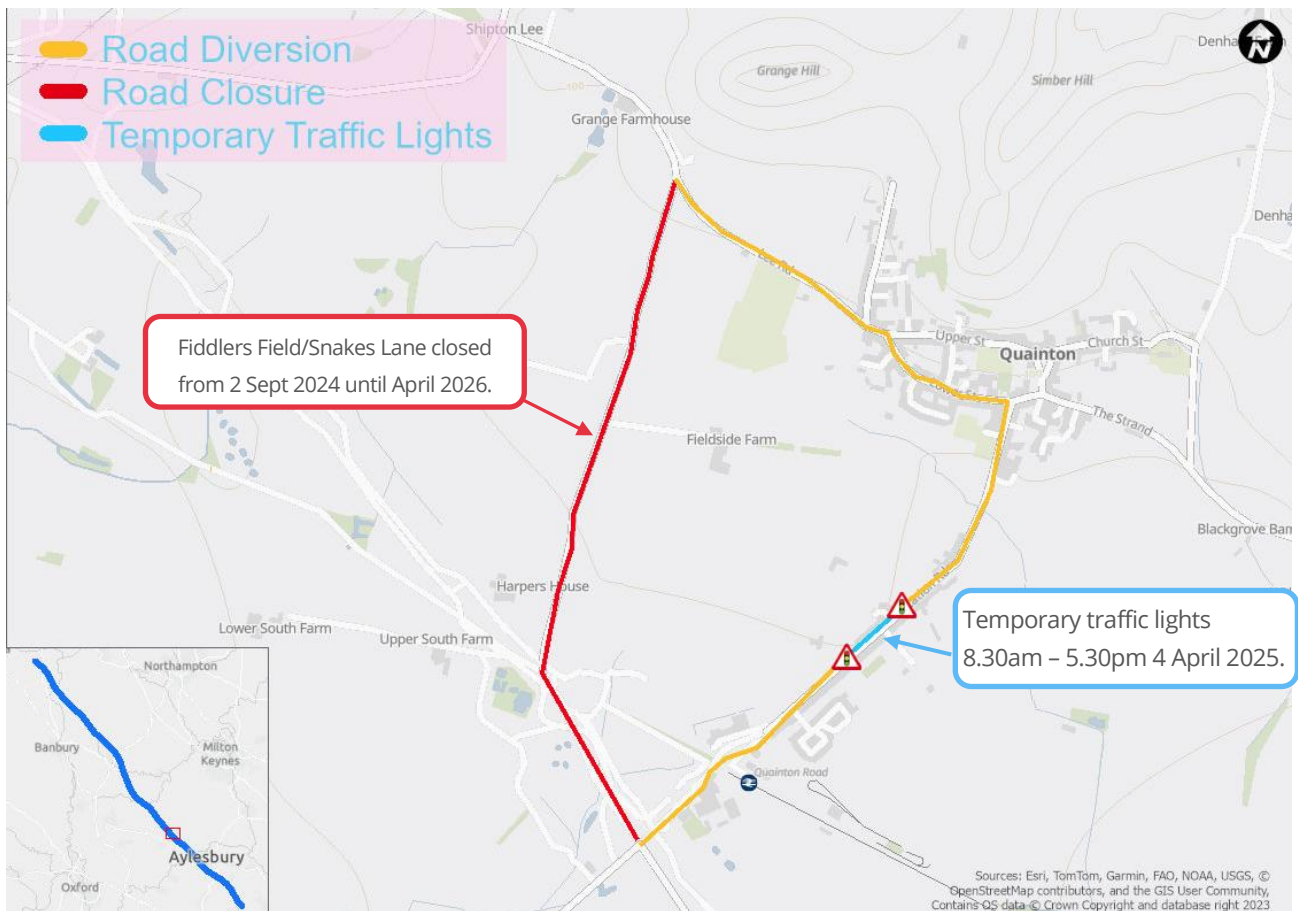 Road Diversion
Road Closure
Temporary Traffic Lights
Shipton Lee
Grange Hill
Simber Hill
N
Grange Farmhouse
100
Lee Rd
Upper St
Church St
Quainton
Lower Street
The Strand
Fiddlers Field/Snakes Lane closed
from 2 Sept 2024 until April 2026.
Fieldside Farm
Blackgrove Barn
Harpers House
Lower South Farm
Upper South Farm
Temporary traffic lights
8.30am – 5.30pm 4 April 2025.
Quainton Road
Northampton
Banbury
Milton
Keynes
Aylesbury
Oxford
Sources: Esri, TomTom, Garmin, FAO, NOAA, USGS, ©
OpenStreetMap contributors, and the GIS User Community,
Contains OS data © Crown Copyright and database right 2023